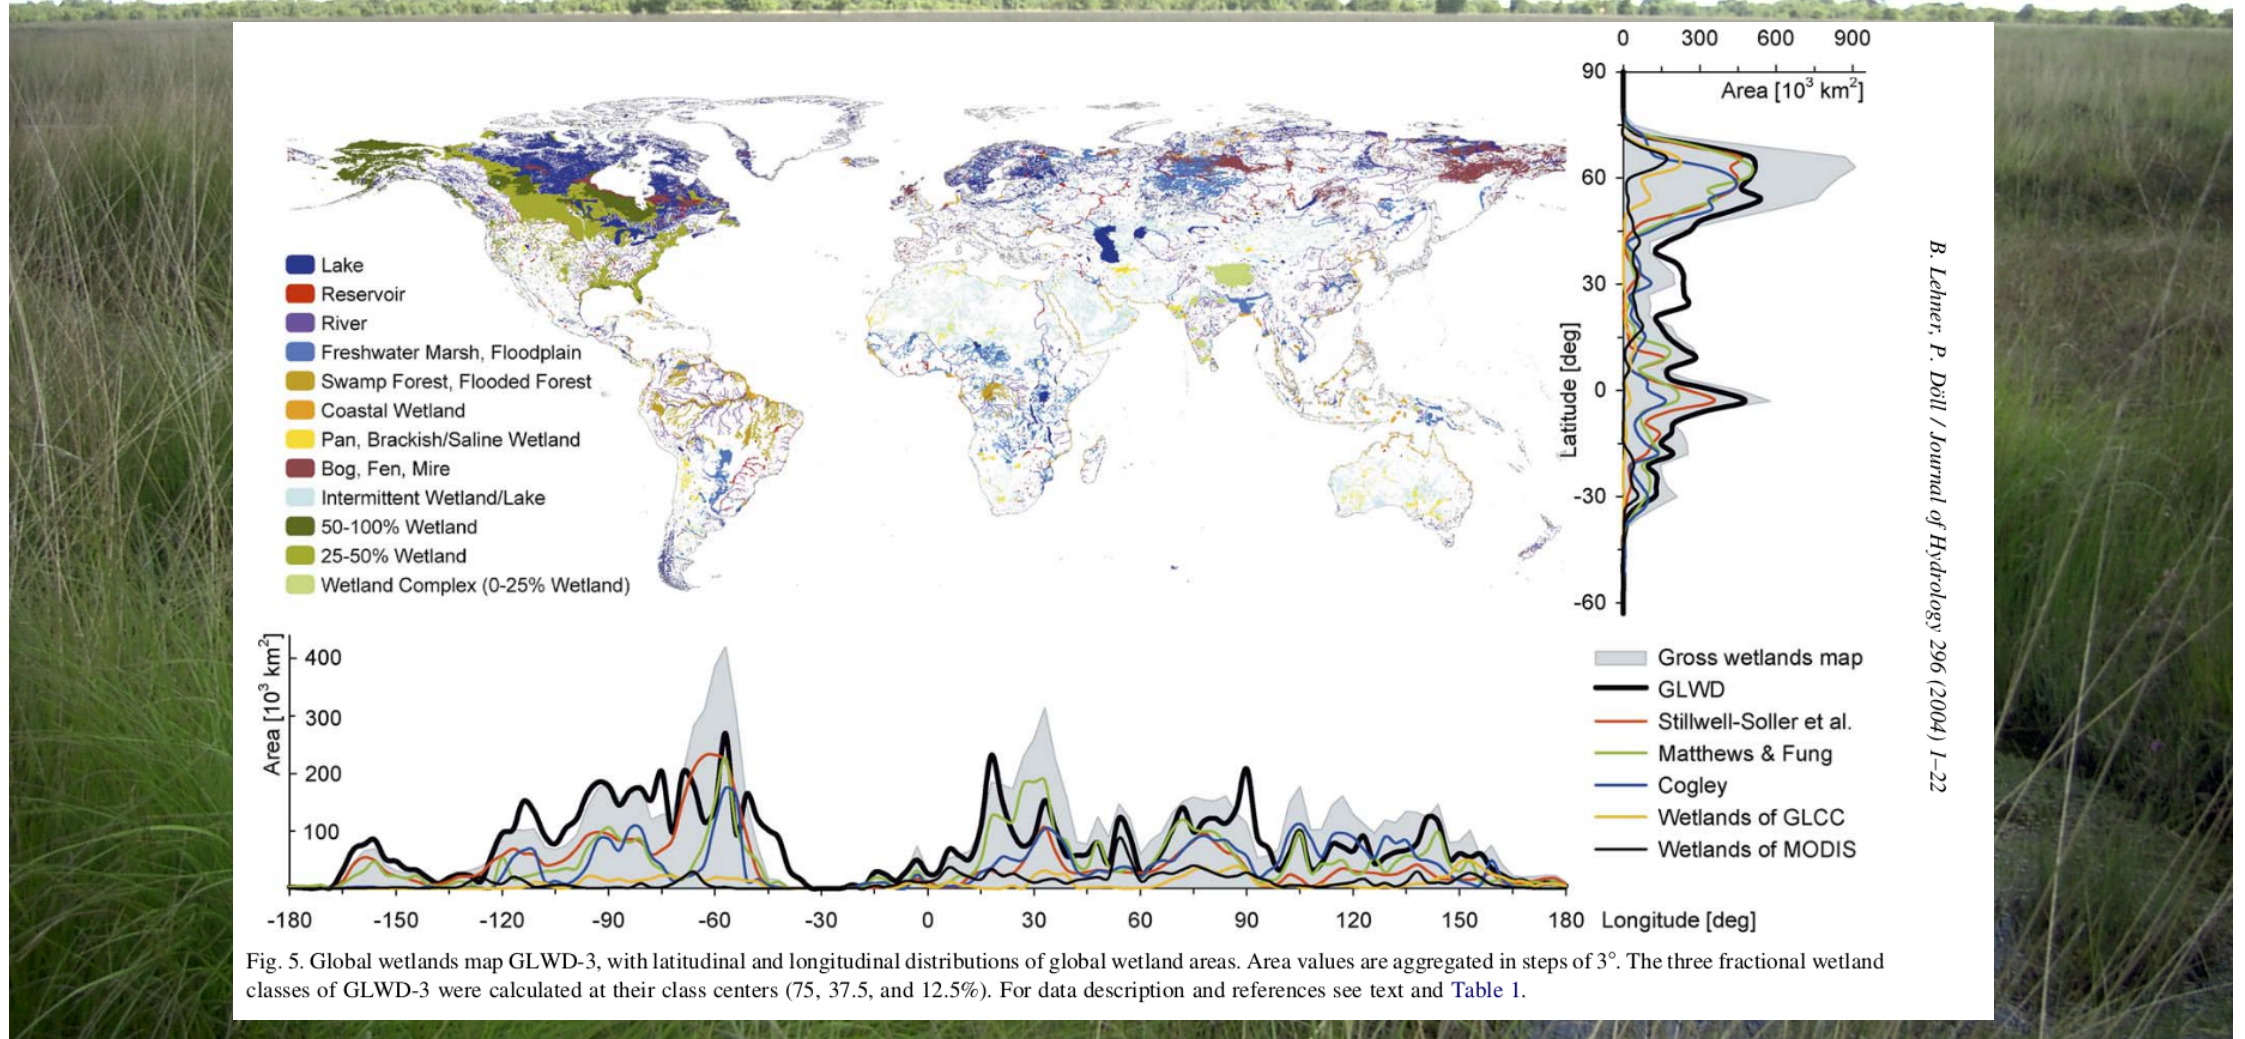 0 300 600 900
90
Area [10³ km²]
60
30
0
-30
-60
Latitude [deg]
Lake
Reservoir
River
Freshwater Marsh, Floodplain
Swamp Forest, Flooded Forest
Coastal Wetland
Pan, Brackish/Saline Wetland
Bog, Fen, Mire
Intermittent Wetland/Lake
50-100% Wetland
25-50% Wetland
Wetland Complex (0-25% Wetland)
Area [10³ km²]
400
300
200
100
-180 -150 -120 -90 -60 -30 0 30 60 90 120 150 180 Longitude [deg]
Gross wetlands map
GLWD
Stillwell-Soller et al.
Matthews & Fung
Cogley
Wetlands of GLCC
Wetlands of MODIS
B. Lehner, P. Döll / Journal of Hydrology 296 (2004) 1–22
Fig. 5. Global wetlands map GLWD-3, with latitudinal and longitudinal distributions of global wetland areas. Area values are aggregated in steps of 3°. The three fractional wetland
classes of GLWD-3 were calculated at their class centers (75, 37.5, and 12.5%). For data description and references see text and Table 1.